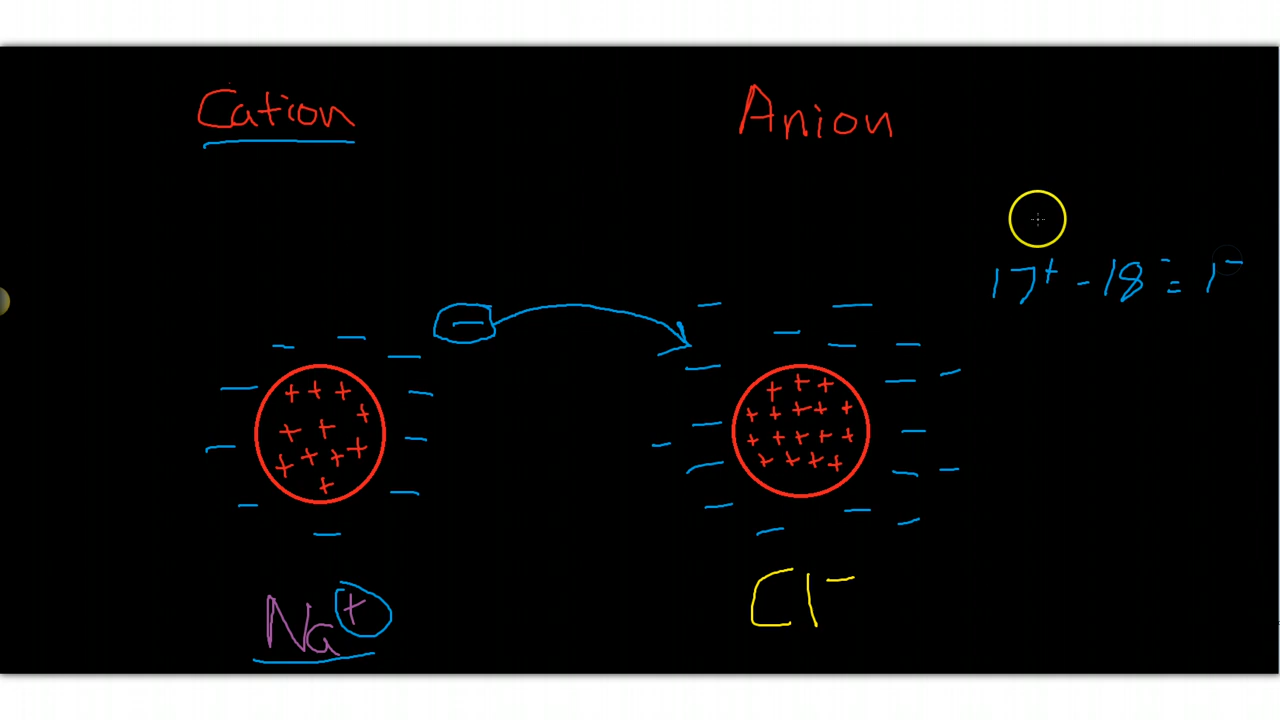 Cation
Anion
17⁺ - 18⁻ = 1⁻
Na⁺
Cl⁻